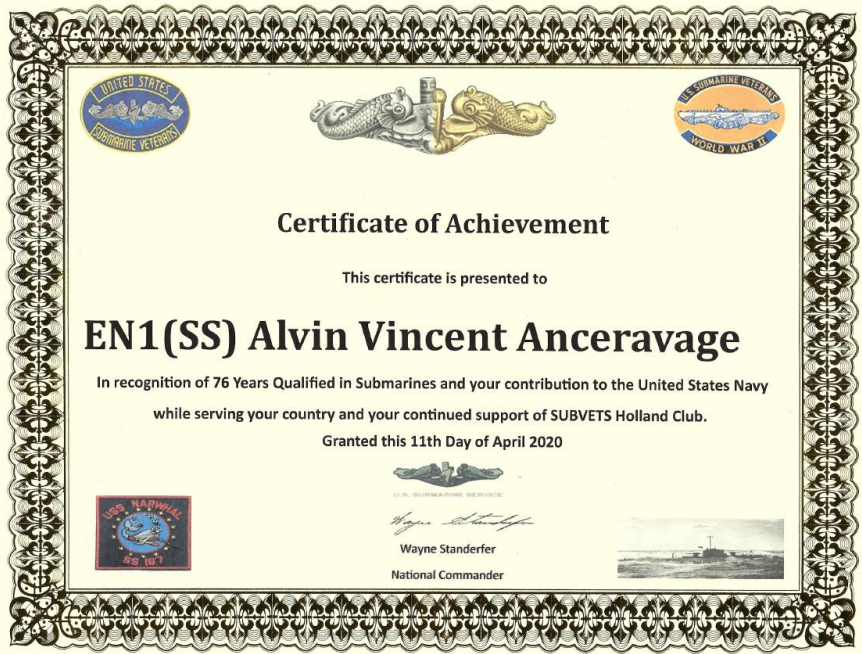 UNITED STATES
SUBMARINE VETERANS
U.S. SUBMARINE VETERANS
WORLD WAR II
Certificate of Achievement
This certificate is presented to
EN1(SS) Alvin Vincent Anceravage
In recognition of 76 Years Qualified in Submarines and your contribution to the United States Navy
while serving your country and your continued support of SUBVETS Holland Club.
Granted this 11th Day of April 2020
U.S. SUBMARINE SERVICE
USS NARWHAL
SS 167
Wayne Standerfer
Wayne Standerfer
National Commander